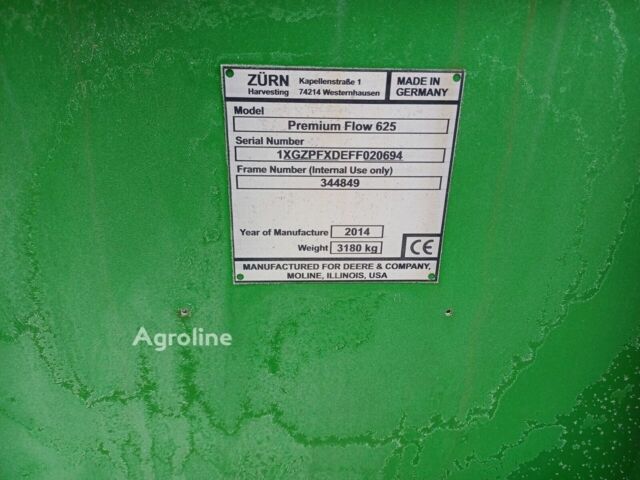 ZÜRN Kapellenstraße 1 MADE IN
Harvesting 74214 Westernhausen GERMANY
Model
Premium Flow 625
Serial Number
1XGZPFXDEFF020694
Frame Number (Internal Use only)
344849
Year of Manufacture 2014
Weight 3180 kg
CE
MANUFACTURED FOR DEERE & COMPANY,
MOLINE, ILLINOIS, USA
Agroline